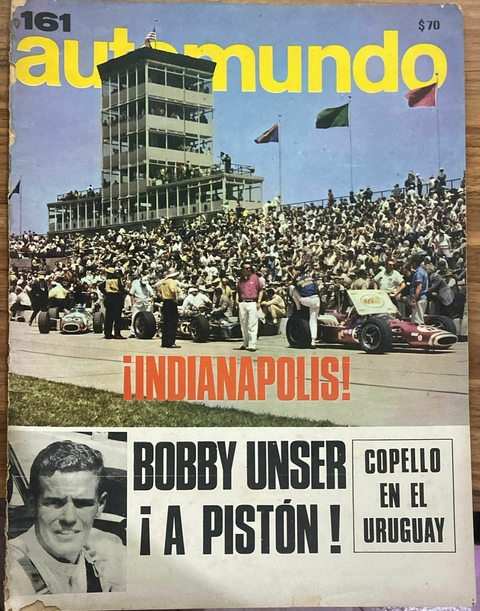 161
$70
automundo
¡INDIANAPOLIS!
BOBBY UNSER
¡A PISTÓN!
COPELLO
EN EL
URUGUAY